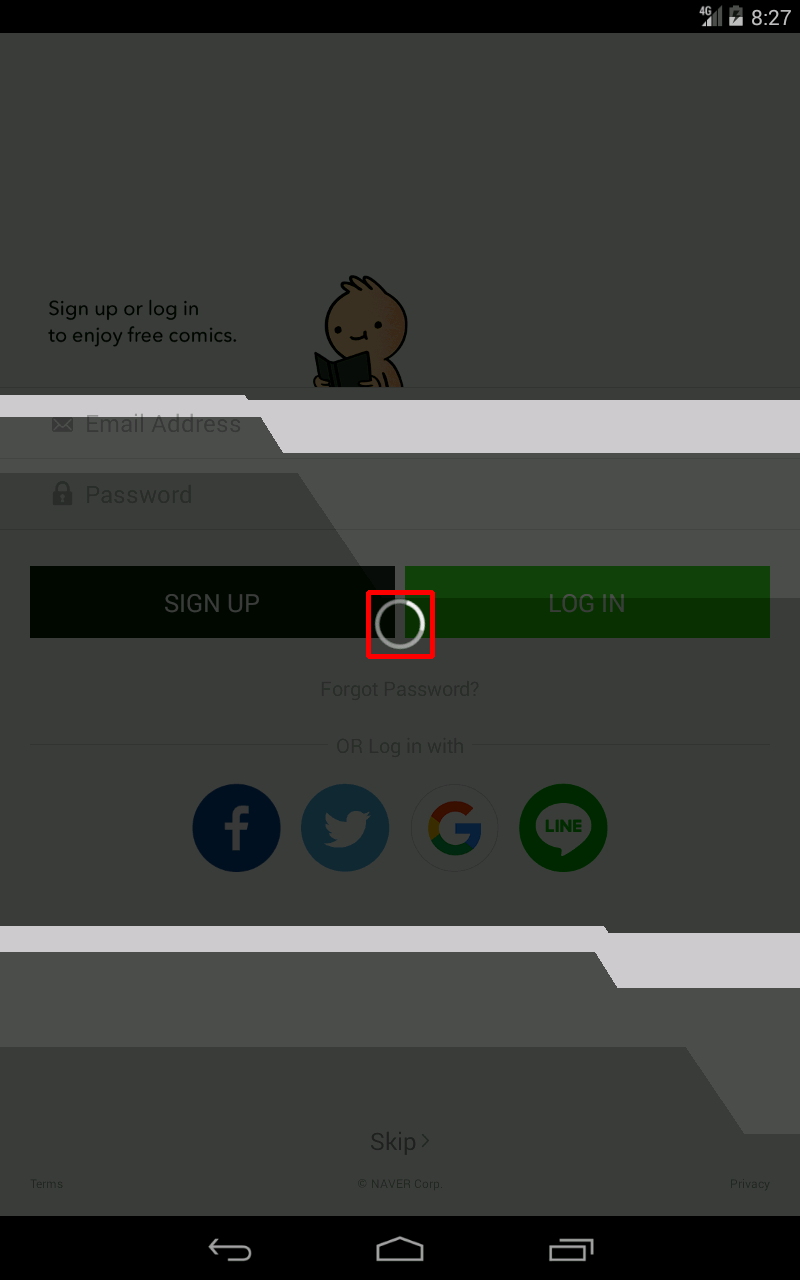 4G 8:27
Sign up or log in
to enjoy free comics.
Email Address
Password
SIGN UP
LOG IN
Forgot Password?
OR Log in with
LINE
Skip
Terms
© NAVER Corp.
Privacy